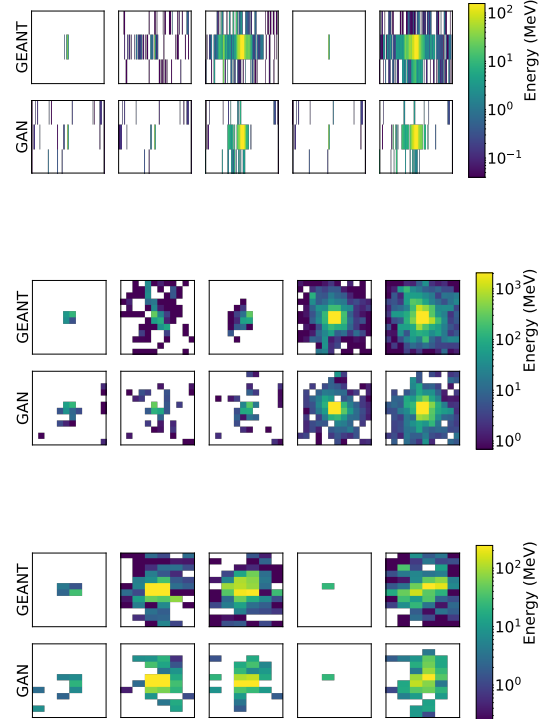 GEANT
GAN
10²
10¹
10⁰
10⁻¹
Energy (MeV)
GEANT
GAN
10³
10²
10¹
10⁰
Energy (MeV)
GEANT
GAN
10²
10¹
10⁰
Energy (MeV)